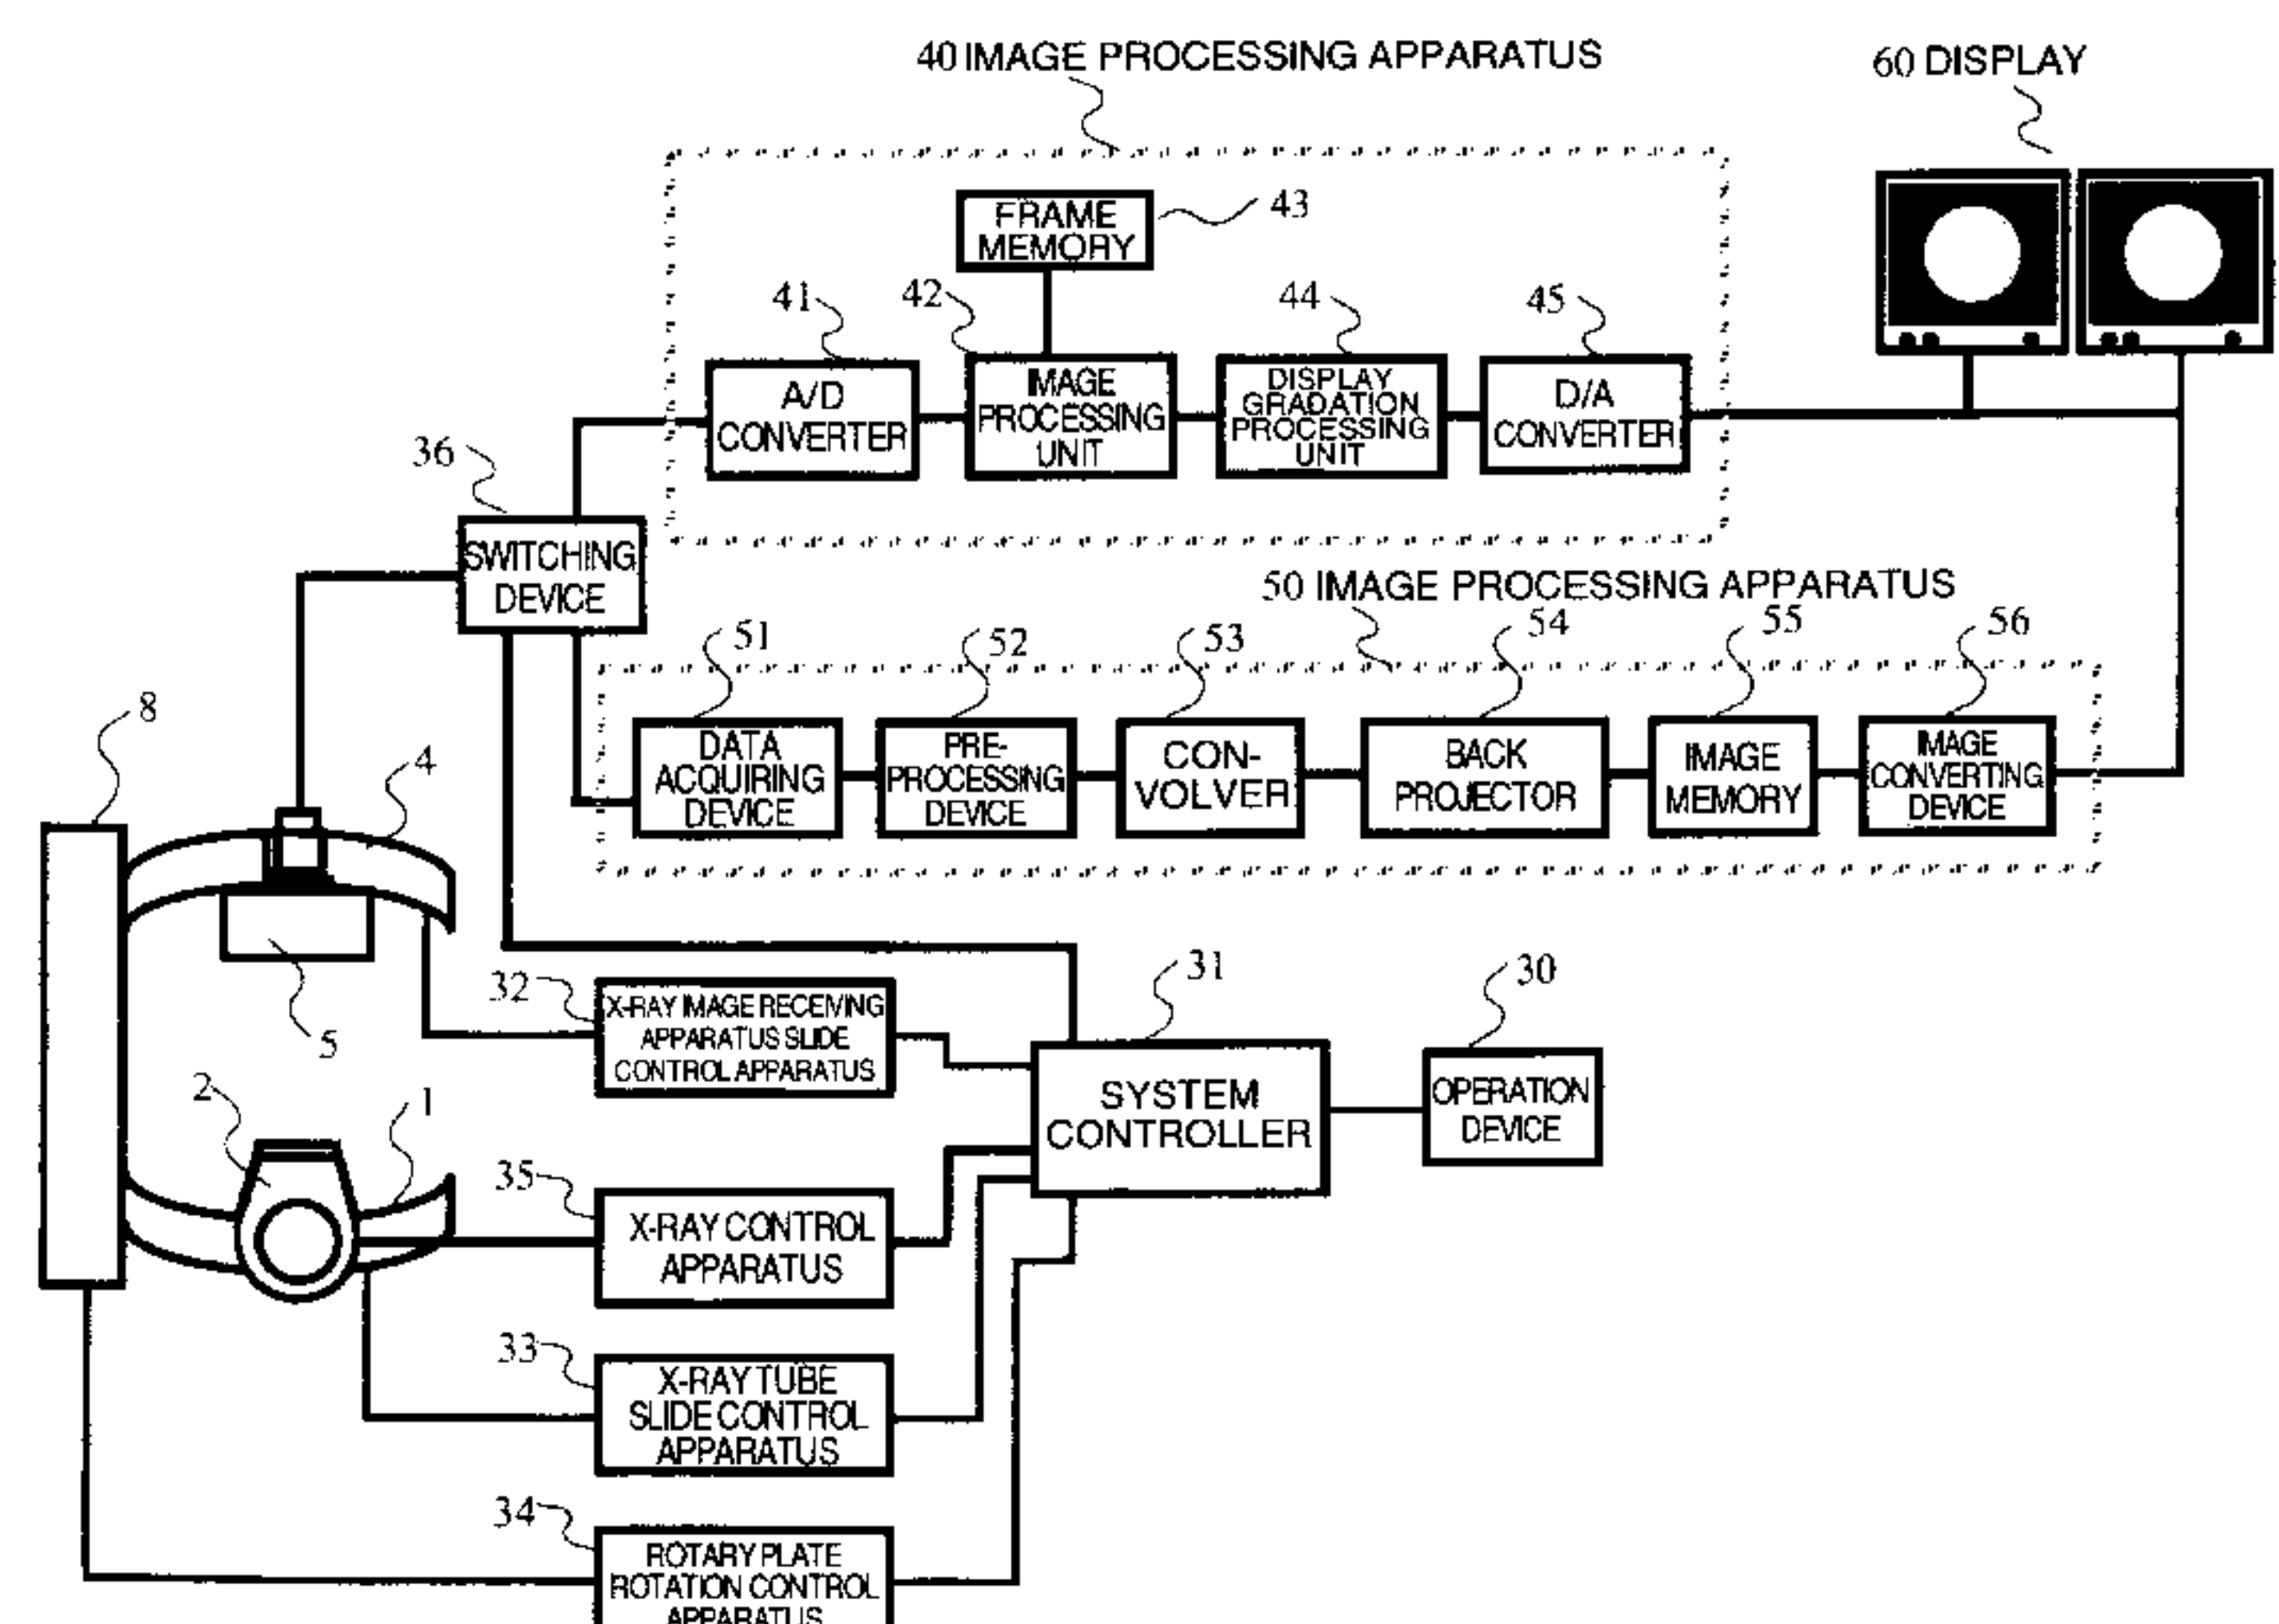 40 IMAGE PROCESSING APPARATUS
60 DISPLAY
FRAME
MEMORY
43
41
42
44
45
A/D
CONVERTER
IMAGE
PROCESSING
UNIT
DISPLAY
GRADATION
PROCESSING
UNIT
D/A
CONVERTER
36
SWITCHING
DEVICE
50 IMAGE PROCESSING APPARATUS
51
52
53
54
55
56
DATA
ACQUIRING
DEVICE
PRE-
PROCESSING
DEVICE
CON-
VOLVER
BACK
PROJECTOR
IMAGE
MEMORY
IMAGE
CONVERTING
DEVICE
8
4
5
2
1
32
X-RAY IMAGE RECEIVING
APPARATUS SLIDE
CONTROL APPARATUS
31
SYSTEM
CONTROLLER
30
OPERATION
DEVICE
35
X-RAY CONTROL
APPARATUS
33
X-RAY TUBE
SLIDE CONTROL
APPARATUS
34
ROTARY PLATE
ROTATION CONTROL
APPARATUS